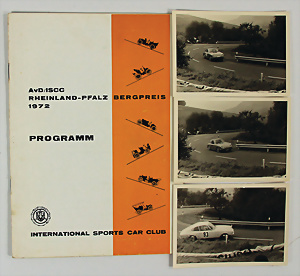 AvD/ISCC
RHEINLAND-PFALZ BERGPREIS
1972
PROGRAMM
INTERNATIONAL SPORTS CAR CLUB